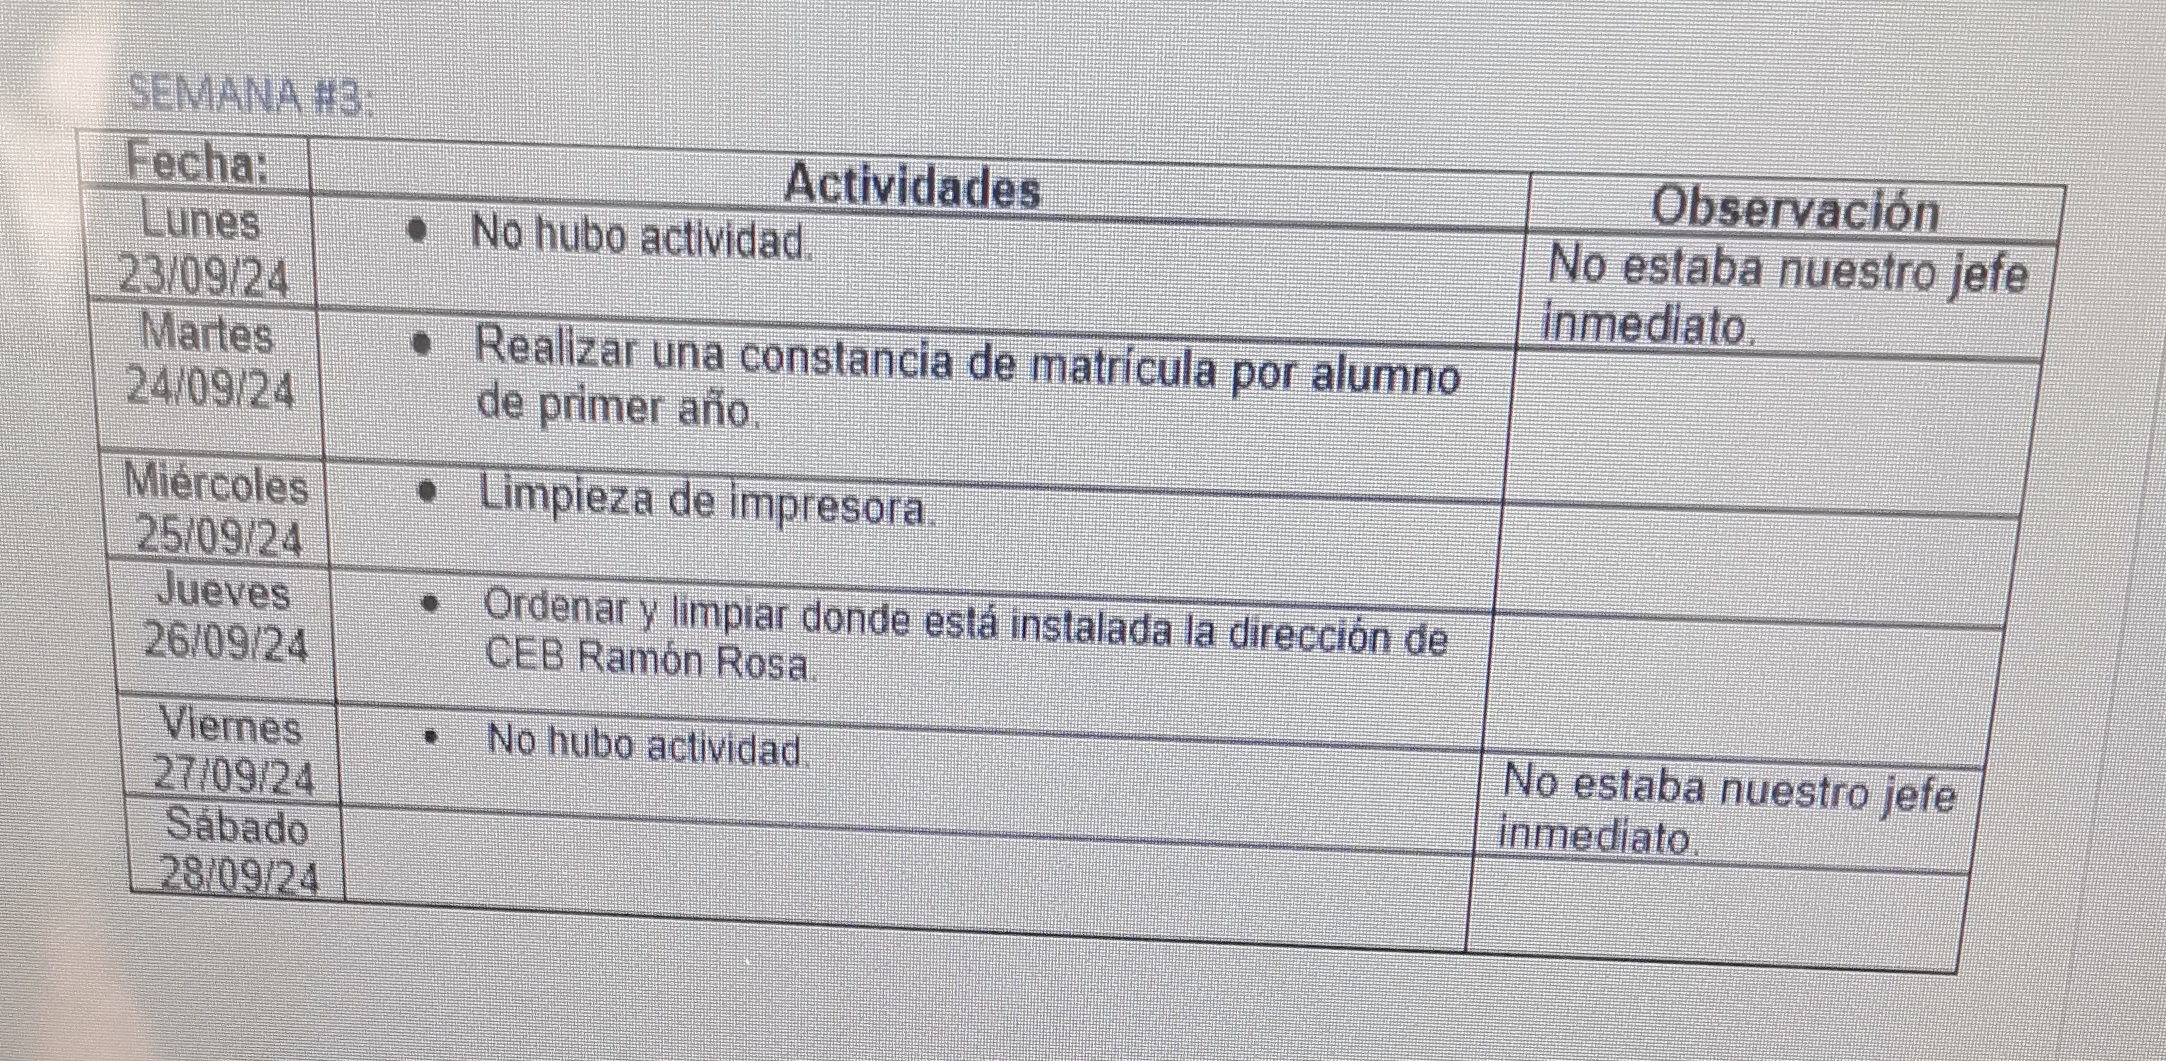 SEMANA #3:
Fecha:
Actividades
Observación
Lunes
23/09/24
• No hubo actividad.
No estaba nuestro jefe
inmediato.
Martes
24/09/24
• Realizar una constancia de matrícula por alumno
de primer año.
Miércoles
25/09/24
• Limpieza de impresora.
Jueves
26/09/24
• Ordenar y limpiar donde está instalada la dirección de
CEB Ramón Rosa.
Viernes
27/09/24
• No hubo actividad.
No estaba nuestro jefe
inmediato.
Sábado
28/09/24